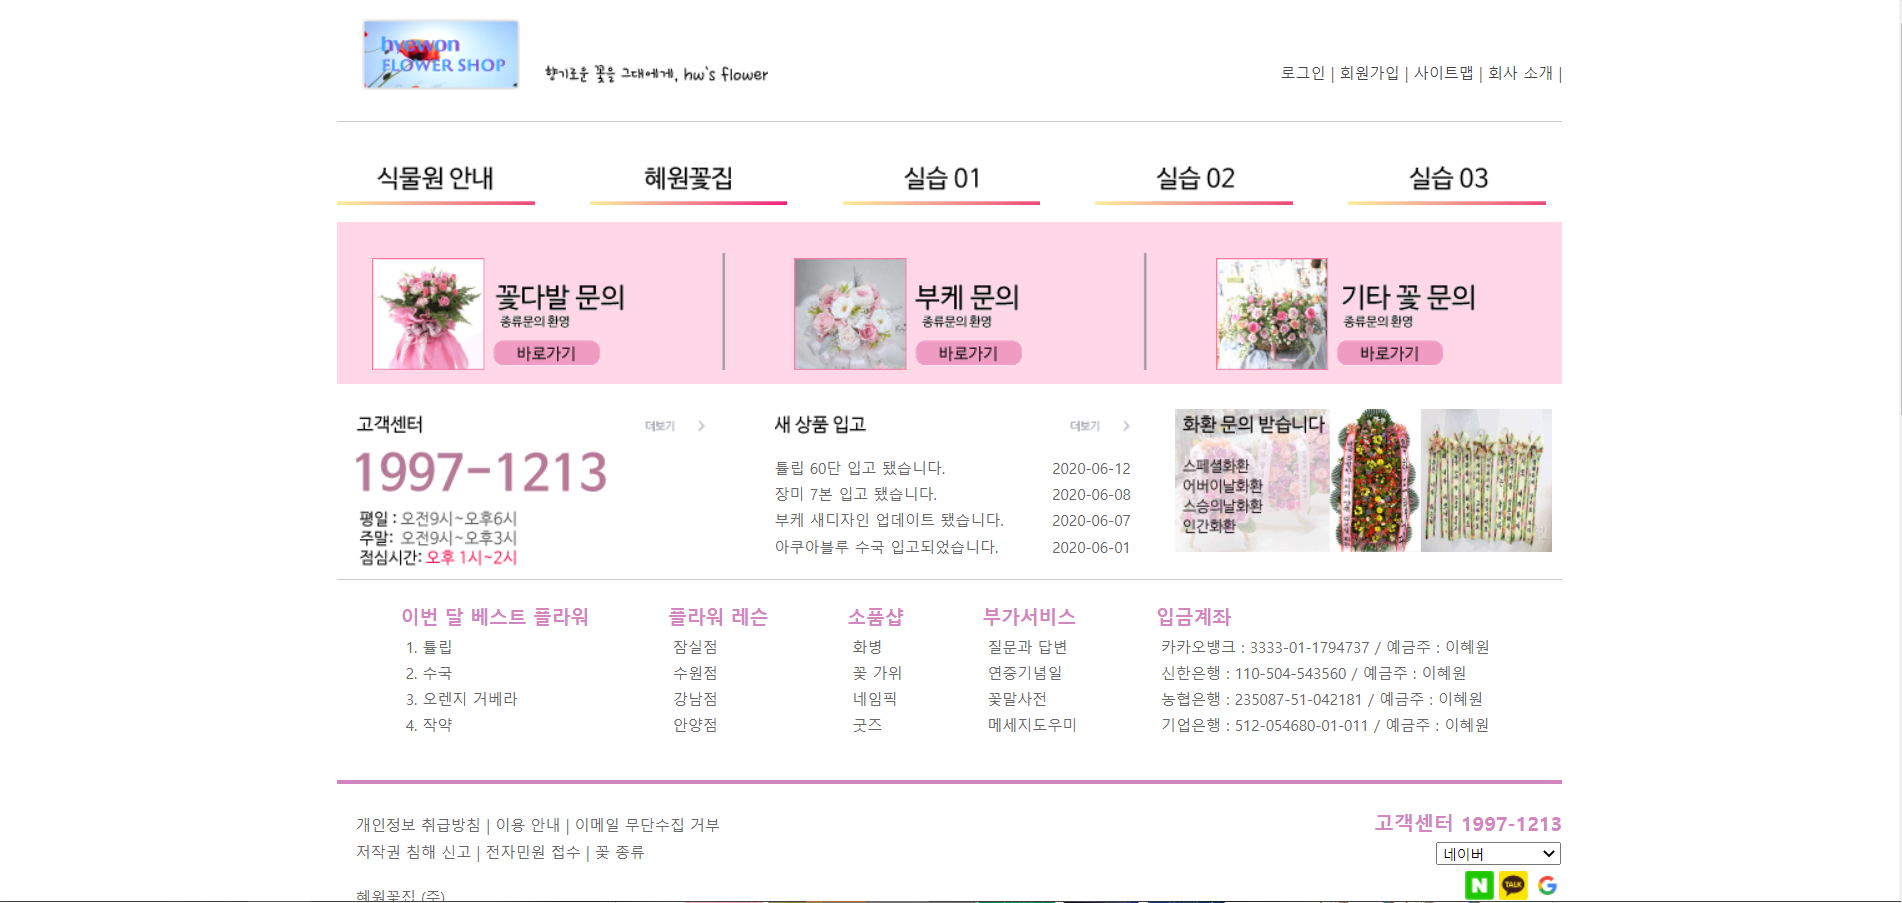 hyewon
FLOWER SHOP
향기로운 꽃을 그대에게, hw's flower
로그인 | 회원가입 | 사이트맵 | 회사 소개 |
식물원 안내
혜원꽃집
실습 01
실습 02
실습 03
꽃다발 문의
종류문의 환영
바로가기
부케 문의
종류문의 환영
바로가기
기타 꽃 문의
종류문의 환영
바로가기
고객센터
더보기 >
1997-1213
평일 : 오전9시~오후6시
주말: 오전9시~오후3시
점심시간: 오후 1시~2시
새 상품 입고
더보기 >
튤립 60단 입고 됐습니다. 2020-06-12
장미 7본 입고 됐습니다. 2020-06-08
부케 새디자인 업데이트 됐습니다. 2020-06-07
아쿠아블루 수국 입고되었습니다. 2020-06-01
화환 문의 받습니다
스페셜화환
어버이날화환
스승의날화환
인간화환
이번 달 베스트 플라워
1. 튤립
2. 수국
3. 오렌지 거베라
4. 작약
플라워 레슨
잠실점
수원점
강남점
안양점
소품샵
화병
꽃 가위
네임픽
굿즈
부가서비스
질문과 답변
연중기념일
꽃말사전
메세지도우미
입금계좌
카카오뱅크 : 3333-01-1794737 / 예금주 : 이혜원
신한은행 : 110-504-543560 / 예금주 : 이혜원
농협은행 : 235087-51-042181 / 예금주 : 이혜원
기업은행 : 512-054680-01-011 / 예금주 : 이혜원
개인정보 취급방침 | 이용 안내 | 이메일 무단수집 거부
저작권 침해 신고 | 전자민원 접수 | 꽃 종류
혜원꽃집 (주)
고객센터 1997-1213
네이버
N
TALK
G